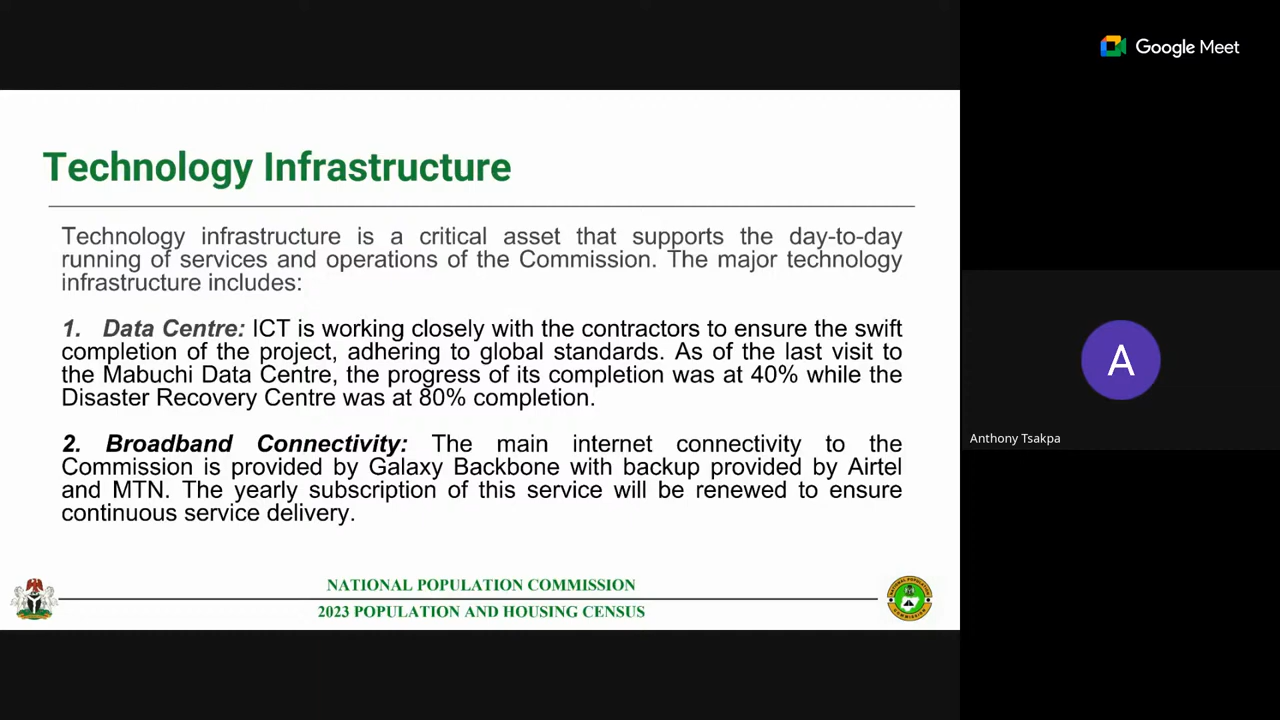 Google Meet
Technology Infrastructure
Technology infrastructure is a critical asset that supports the day-to-day
running of services and operations of the Commission. The major technology
infrastructure includes:
1. Data Centre: ICT is working closely with the contractors to ensure the swift
completion of the project, adhering to global standards. As of the last visit to
the Mabuchi Data Centre, the progress of its completion was at 40% while the
Disaster Recovery Centre was at 80% completion.
2. Broadband Connectivity: The main internet connectivity to the
Commission is provided by Galaxy Backbone with backup provided by Airtel
and MTN. The yearly subscription of this service will be renewed to ensure
continuous service delivery.
NATIONAL POPULATION COMMISSION
2023 POPULATION AND HOUSING CENSUS
A
Anthony Tsakpa